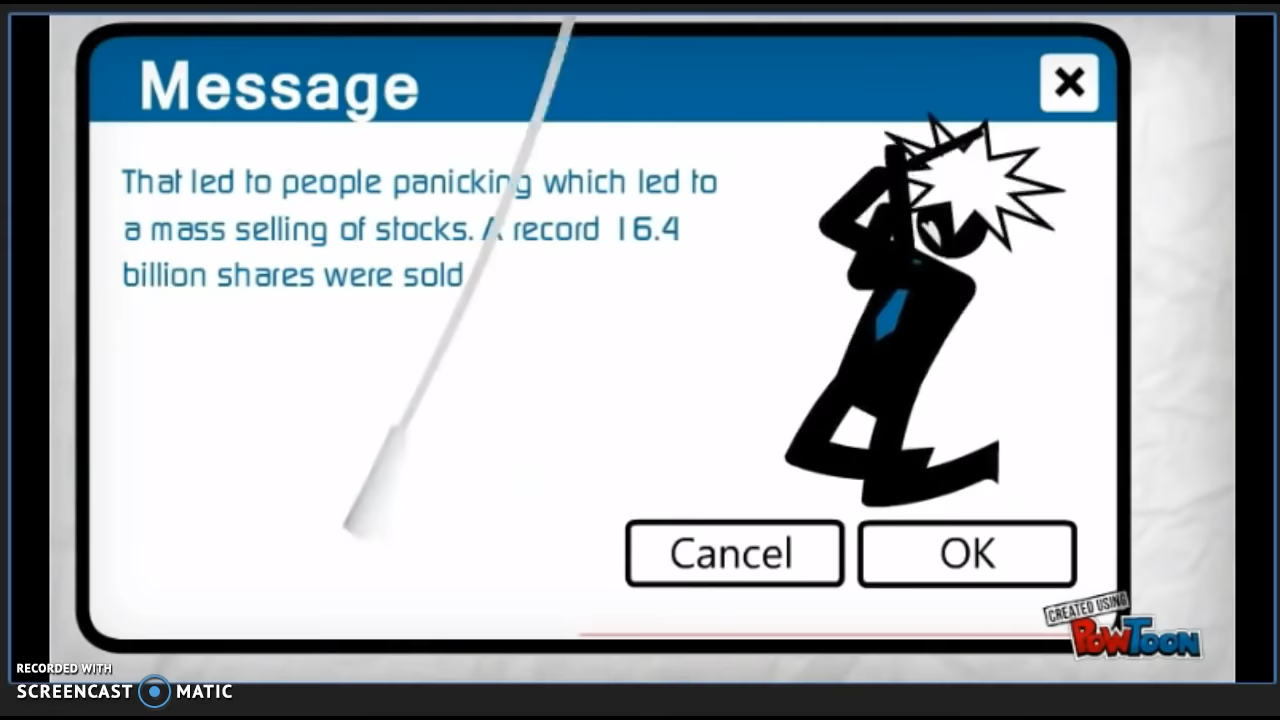 Message
That led to people panicking which led to
a mass selling of stocks. A record 16.4
billion shares were sold
Cancel
OK
CREATED USING
POWTOON
RECORDED WITH
SCREENCAST MATIC